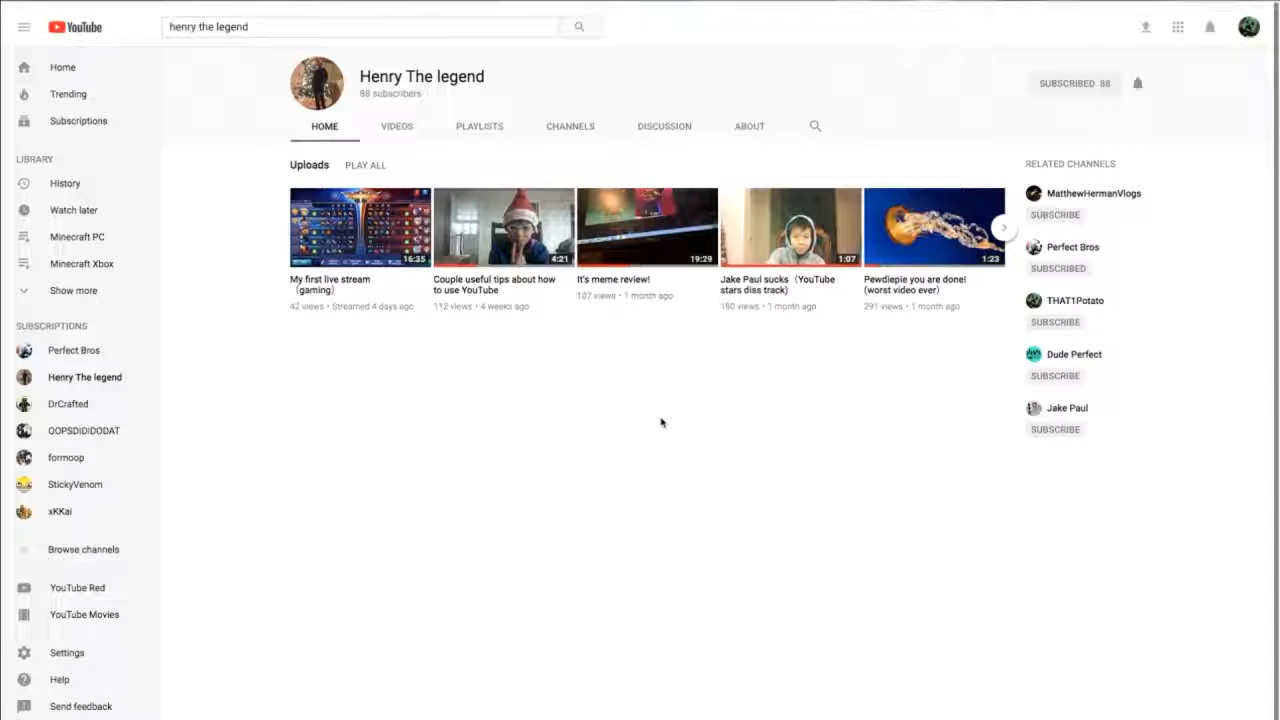 YouTube
henry the legend
Home
Trending
Subscriptions
LIBRARY
History
Watch later
Minecraft PC
Minecraft Xbox
Show more
SUBSCRIPTIONS
Perfect Bros
Henry The legend
DrCrafted
OOPSDIDIDODAT
formoop
StickyVenom
xKKai
Browse channels
YouTube Red
YouTube Movies
Settings
Help
Send feedback
Henry The legend
88 subscribers
SUBSCRIBED 88
HOME VIDEOS PLAYLISTS CHANNELS DISCUSSION ABOUT
Uploads PLAY ALL
16:35
My first live stream
（gaming）
42 views • Streamed 4 days ago
4:21
Couple useful tips about how
to use YouTube
112 views • 4 weeks ago
19:29
It's meme review!
107 views • 1 month ago
1:07
Jake Paul sucks（YouTube
stars diss track)
180 views • 1 month ago
1:23
Pewdiepie you are done!
(worst video ever）
291 views • 1 month ago
RELATED CHANNELS
MatthewHermanVlogs
SUBSCRIBE
Perfect Bros
SUBSCRIBED
THAT1Potato
SUBSCRIBE
Dude Perfect
SUBSCRIBE
Jake Paul
SUBSCRIBE